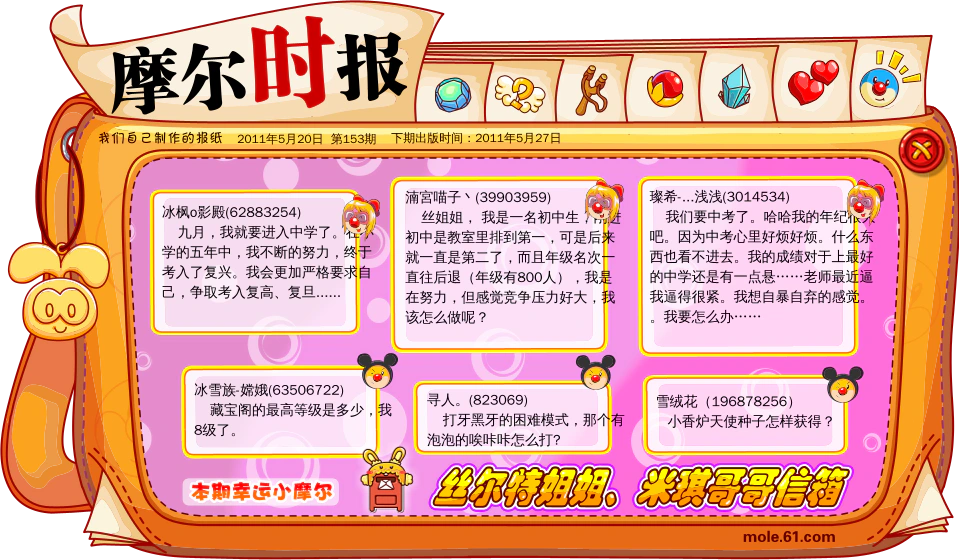 摩尔时报
我们自己制作的报纸 2011年5月20日 第153期 下期出版时间：2011年5月27日
冰枫o影殿(62883254)
九月，我就要进入中学了。在小
学的五年中，我不断的努力，终于
考入了复兴。我会更加严格要求自
己，争取考入复高、复旦......
湳宮喵子丶(39903959)
丝姐姐， 我是一名初中生，刚进
初中是教室里排到第一，可是后来
就一直是第二了，而且年级名次一
直往后退（年级有800人），我是
在努力，但感觉竞争压力好大，我
该怎么做呢？
璨希-...浅浅(3014534)
我们要中考了。哈哈我的年纪很大
吧。因为中考心里好烦好烦。什么东
西也看不进去。我的成绩对于上最好
的中学还是有一点悬……老师最近逼
我逼得很紧。我想自暴自弃的感觉。
。我要怎么办……
冰雪族-嫦娥(63506722)
藏宝阁的最高等级是多少，我
8级了。
寻人。(823069)
打牙黑牙的困难模式，那个有
泡泡的唉咔咔怎么打?
雪绒花（196878256）
小香炉天使种子怎样获得？
本期幸运小摩尔
丝尔特姐姐、米琪哥哥信箱
mole.61.com